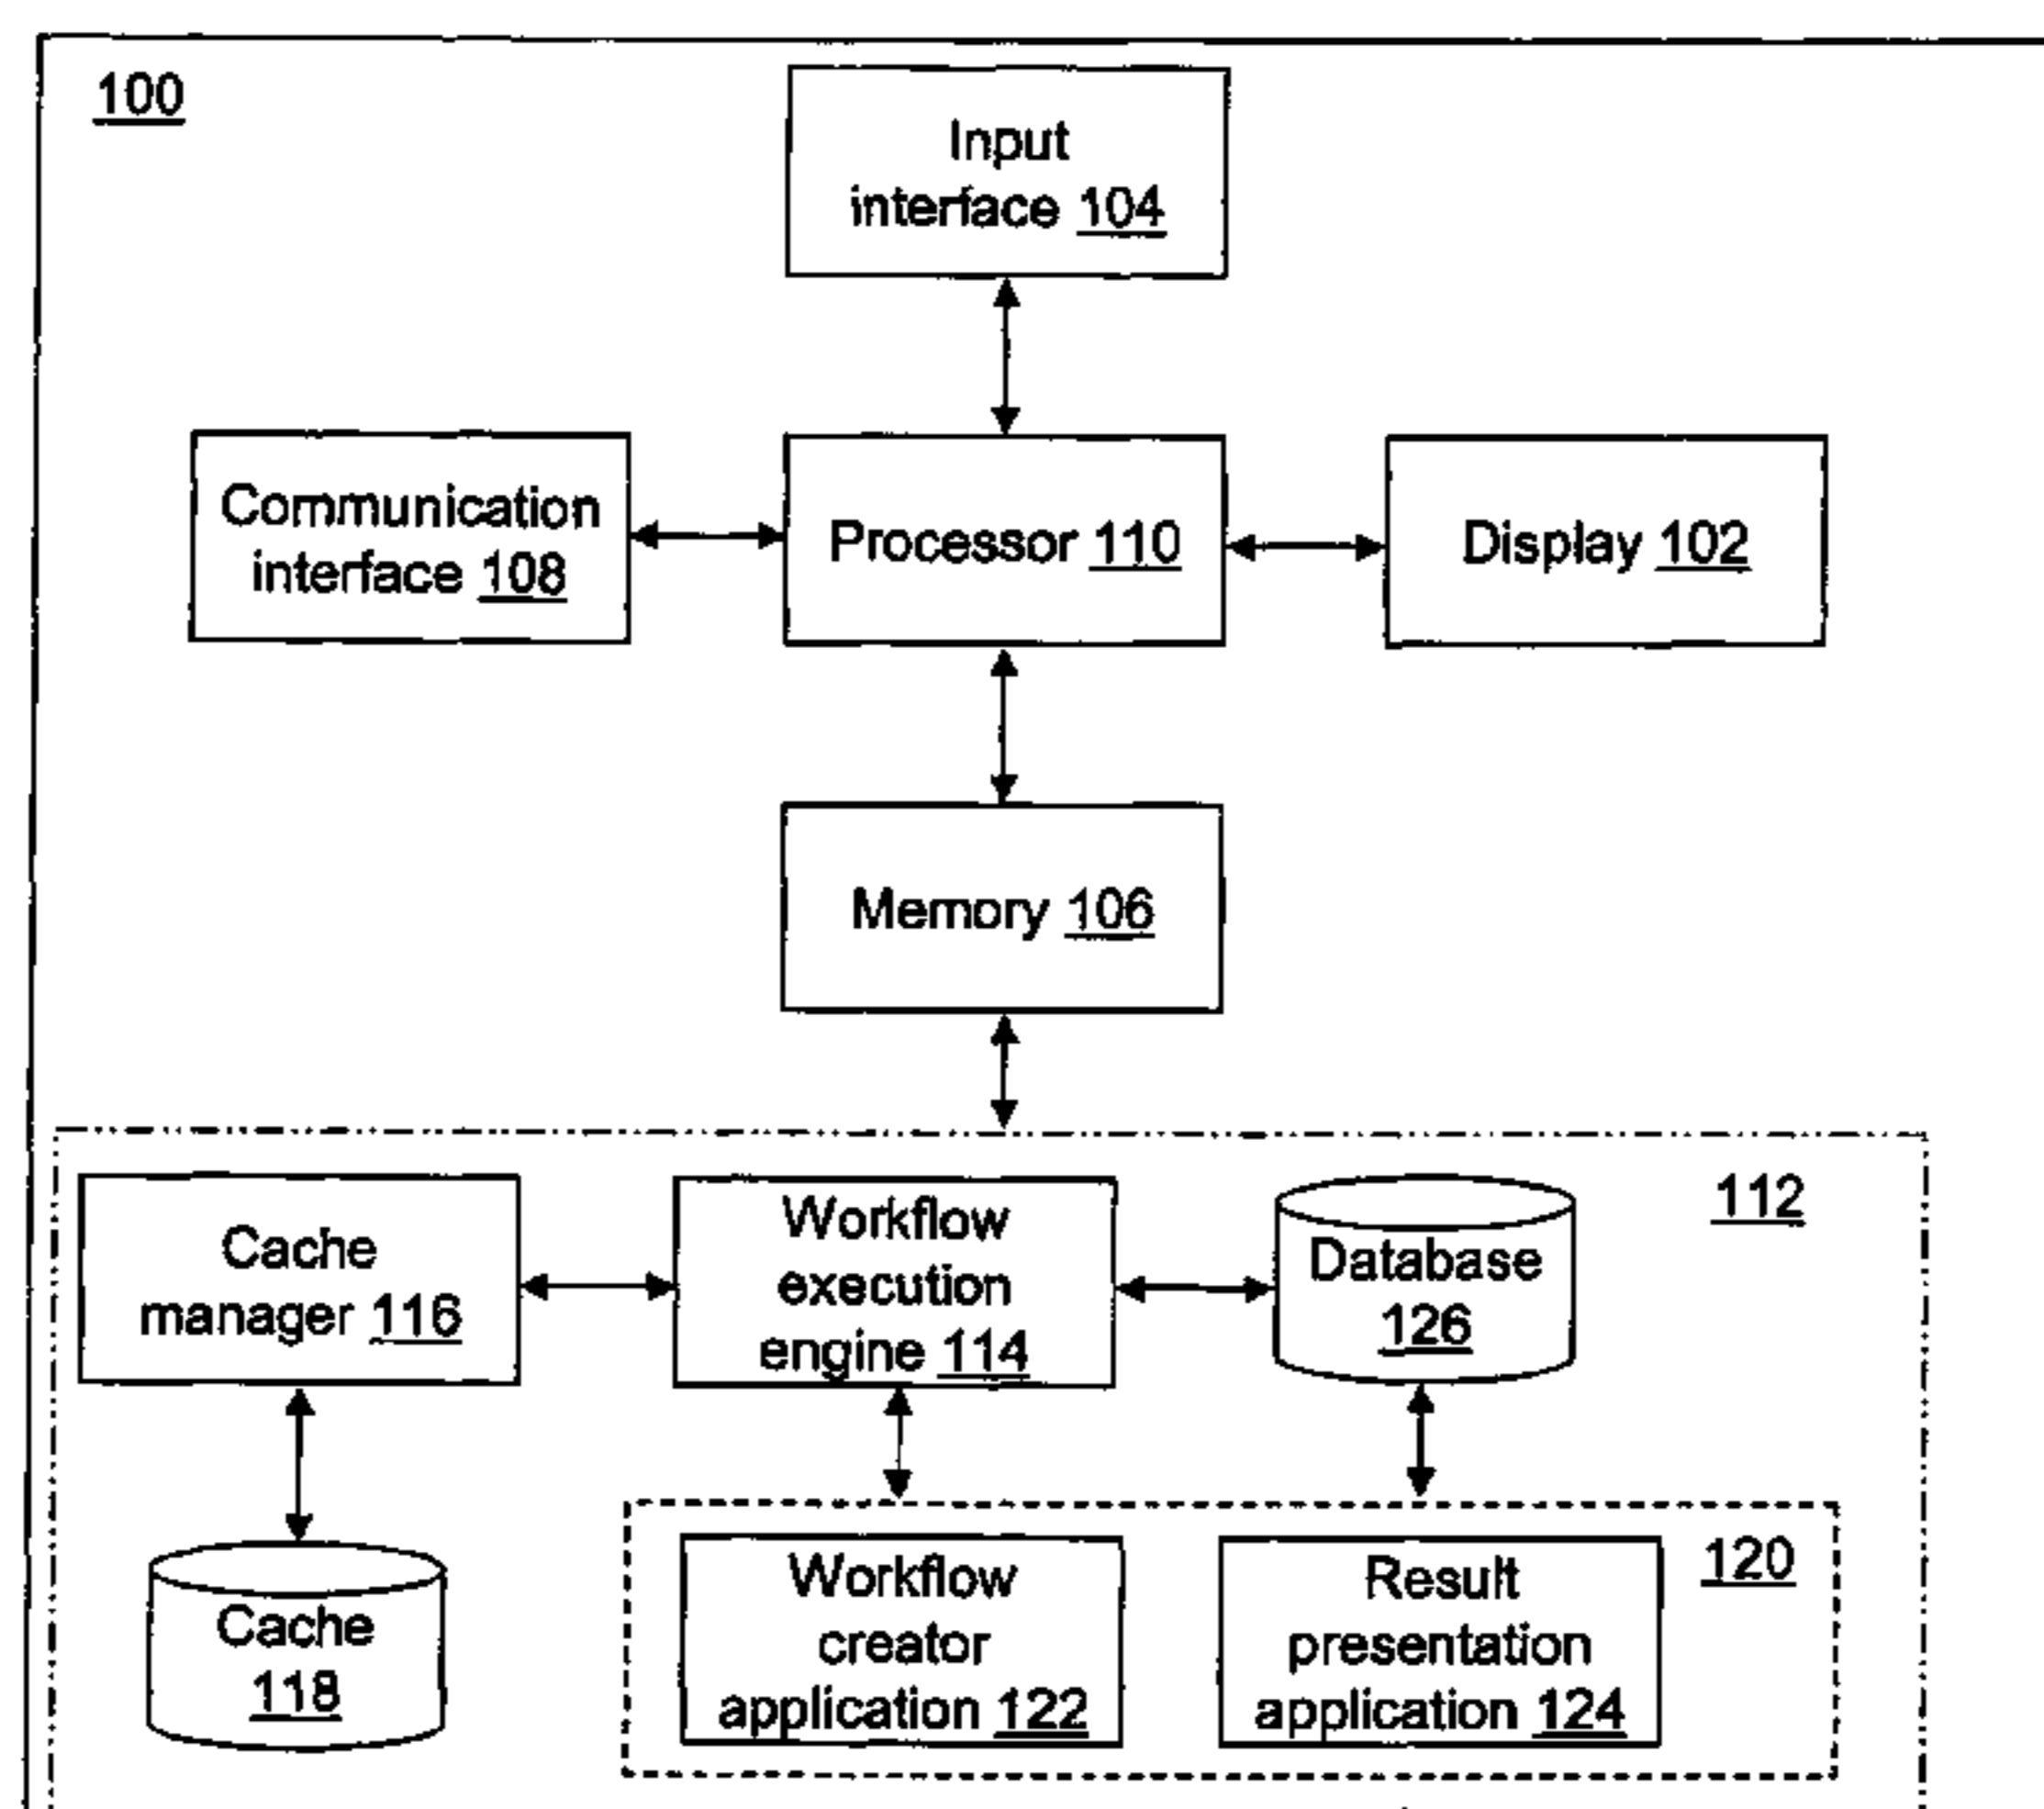 100
Input
interface 104
Communication
interface 108
Processor 110
Display 102
Memory 106
112
Cache
manager 116
Workflow
execution
engine 114
Database
126
Cache
118
120
Workflow
creator
application 122
Result
presentation
application 124